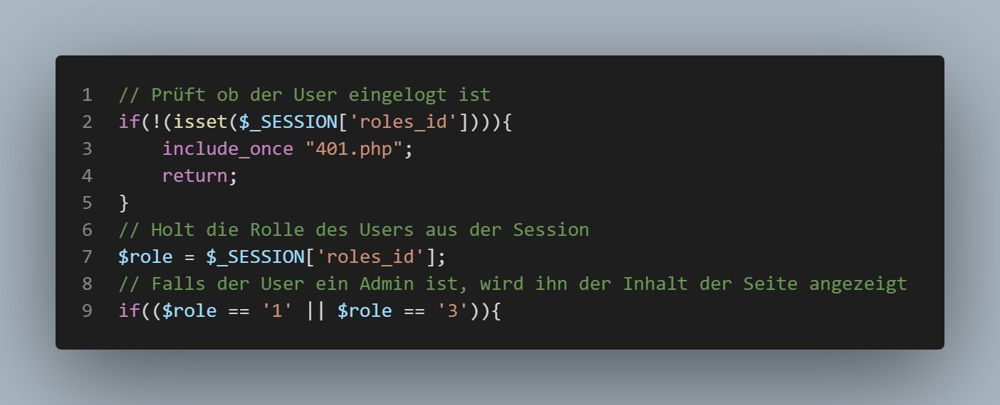 1 // Prüft ob der User eingelogt ist
2 if(!(isset($_SESSION['roles_id']))){
3     include_once "401.php";
4     return;
5 }
6 // Holt die Rolle des Users aus der Session
7 $role = $_SESSION['roles_id'];
8 // Falls der User ein Admin ist, wird ihn der Inhalt der Seite angezeigt
9 if(($role == '1' || $role == '3')){